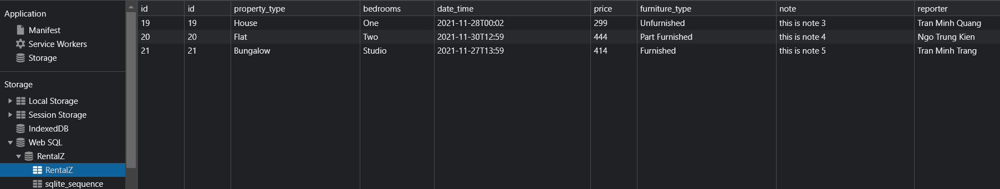 Application
Manifest
Service Workers
Storage
Storage
Local Storage
Session Storage
IndexedDB
Web SQL
RentalZ
RentalZ
sqlite_sequence
id id property_type bedrooms date_time price furniture_type note reporter
19 19 House One 2021-11-28T00:02 299 Unfurnished this is note 3 Tran Minh Quang
20 20 Flat Two 2021-11-30T12:59 444 Part Furnished this is note 4 Ngo Trung Kien
21 21 Bungalow Studio 2021-11-27T13:59 414 Furnished this is note 5 Tran Minh Trang